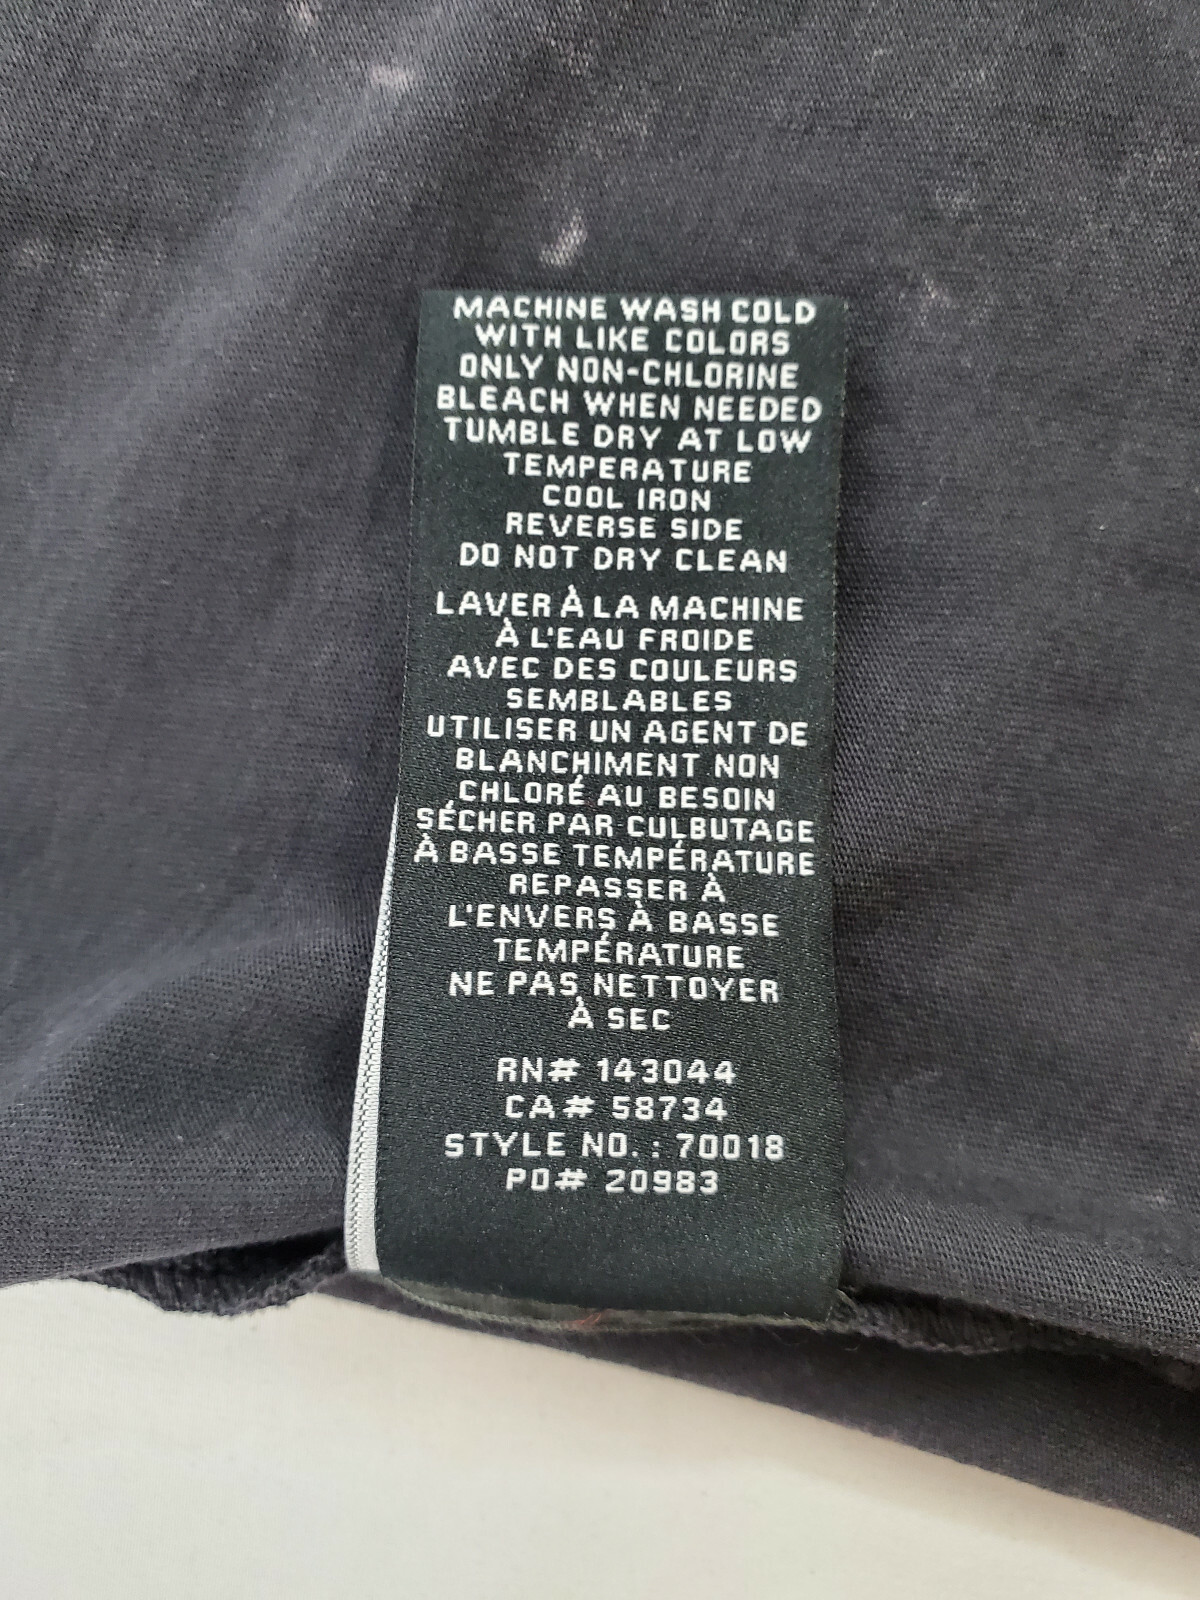 MACHINE WASH COLD
WITH LIKE COLORS
ONLY NON-CHLORINE
BLEACH WHEN NEEDED
TUMBLE DRY AT LOW
TEMPERATURE
COOL IRON
REVERSE SIDE
DO NOT DRY CLEAN
LAVER À LA MACHINE
À L'EAU FROIDE
AVEC DES COULEURS
SEMBLABLES
UTILISER UN AGENT DE
BLANCHIMENT NON
CHLORÉ AU BESOIN
SÉCHER PAR CULBUTAGE
À BASSE TEMPÉRATURE
REPASSER À
L'ENVERS À BASSE
TEMPÉRATURE
NE PAS NETTOYER
À SEC
RN# 143044
CA# 58734
STYLE NO. : 70018
PO# 20983